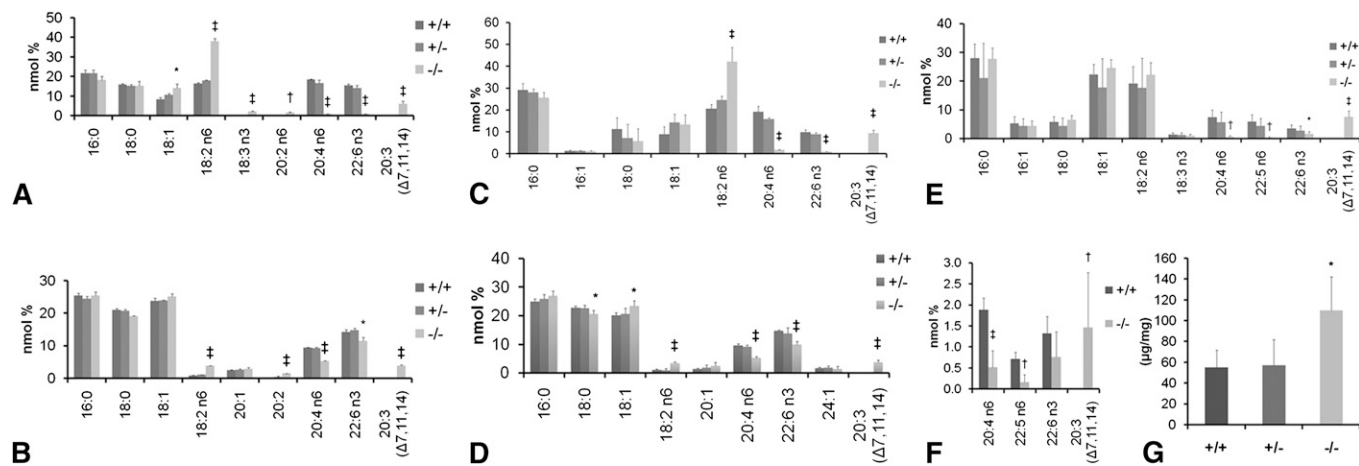 nmol %
50
40
30
20
10
0
*
‡
‡
†
‡
‡
‡
+/+
+/-
-/-
16:0
18:0
18:1
18:2 n6
18:3 n3
20:2 n6
20:4 n6
22:6 n3
20:3
(Δ7,11,14)
A
nmol %
60
50
40
30
20
10
0
‡
‡
‡
‡
+/+
+/-
-/-
16:0
16:1
18:0
18:1
18:2 n6
20:4 n6
22:6 n3
20:3
(Δ7,11,14)
C
nmol %
40
30
20
10
0
†
†
*
‡
+/+
+/-
-/-
16:0
16:1
18:0
18:1
18:2 n6
18:3 n3
20:4 n6
22:5 n6
22:6 n3
20:3
(Δ7,11,14)
E
nmol %
30
20
10
0
‡
‡
‡
*
‡
+/+
+/-
-/-
16:0
18:0
18:1
18:2 n6
20:1
20:2
20:4 n6
22:6 n3
20:3
(Δ7,11,14)
B
nmol %
40
30
20
10
0
*
*
‡
‡
‡
‡
+/+
+/-
-/-
16:0
18:0
18:1
18:2 n6
20:1
20:4 n6
22:6 n3
24:1
20:3
(Δ7,11,14)
D
nmol %
3.0
2.5
2.0
1.5
1.0
0.5
0.0
‡
†
†
+/+
-/-
20:4 n6
22:5 n6
22:6 n3
20:3
(Δ7,11,14)
F
(μg/mg)
160
140
120
100
80
60
40
20
0
*
+/+
+/-
-/-
G